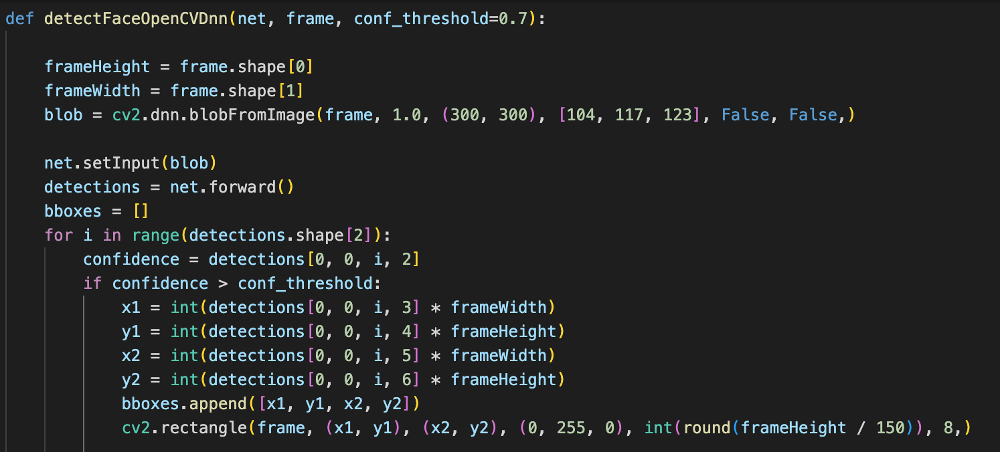 def detectFaceOpenCVDnn(net, frame, conf_threshold=0.7):
frameHeight = frame.shape[0]
frameWidth = frame.shape[1]
blob = cv2.dnn.blobFromImage(frame, 1.0, (300, 300), [104, 117, 123], False, False,)
net.setInput(blob)
detections = net.forward()
bboxes = []
for i in range(detections.shape[2]):
confidence = detections[0, 0, i, 2]
if confidence > conf_threshold:
x1 = int(detections[0, 0, i, 3] * frameWidth)
y1 = int(detections[0, 0, i, 4] * frameHeight)
x2 = int(detections[0, 0, i, 5] * frameWidth)
y2 = int(detections[0, 0, i, 6] * frameHeight)
bboxes.append([x1, y1, x2, y2])
cv2.rectangle(frame, (x1, y1), (x2, y2), (0, 255, 0), int(round(frameHeight / 150)), 8,)